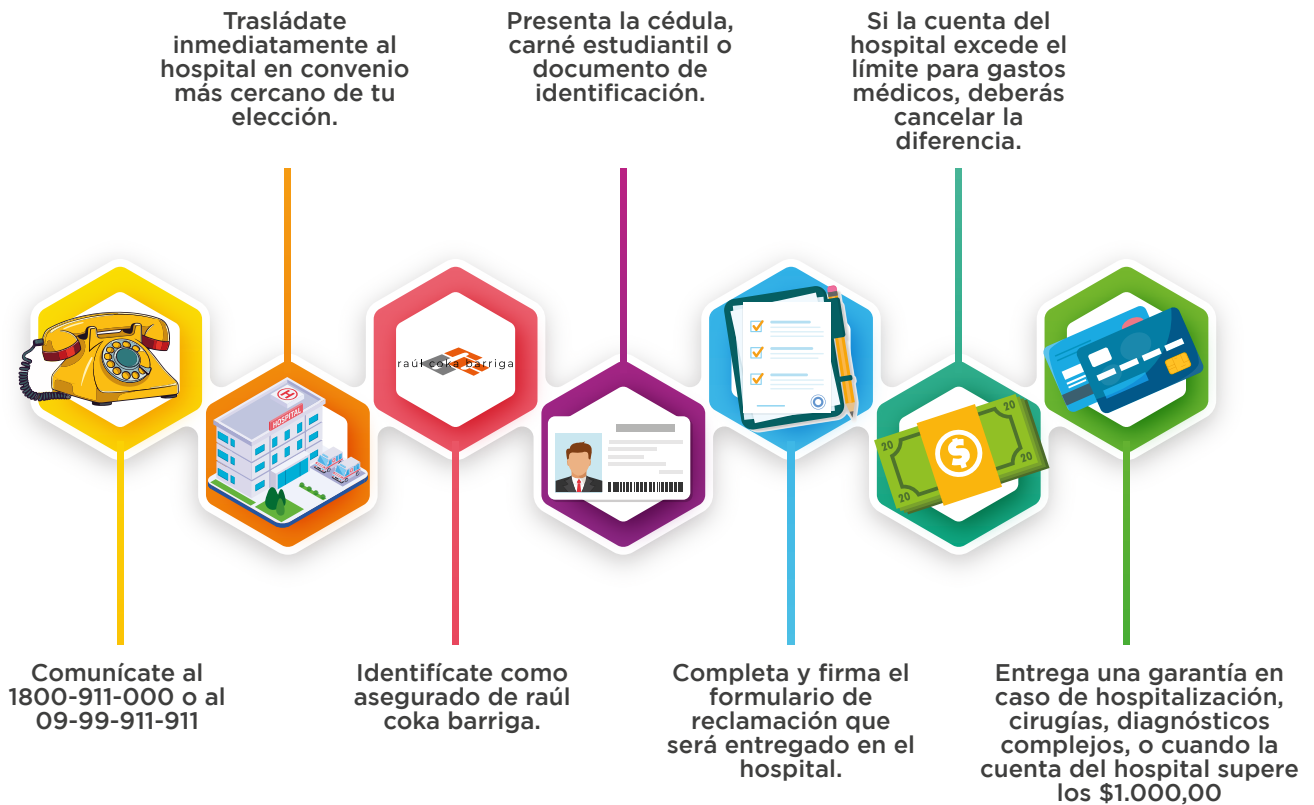 Trasládate
inmediatamente al
hospital en convenio
más cercano de tu
elección.
Presenta la cédula,
carné estudiantil o
documento de
identificación.
Si la cuenta del
hospital excede el
límite para gastos
médicos, deberás
cancelar la
diferencia.
raúl coka barriga
H
HOSPITAL
20
20
20
20
$
Comunícate al
1800-911-000 o al
09-99-911-911
Identifícate como
asegurado de raúl
coka barriga.
Completa y firma el
formulario de
reclamación que
será entregado en el
hospital.
Entrega una garantía en
caso de hospitalización,
cirugías, diagnósticos
complejos, o cuando la
cuenta del hospital supere
los $1.000,00